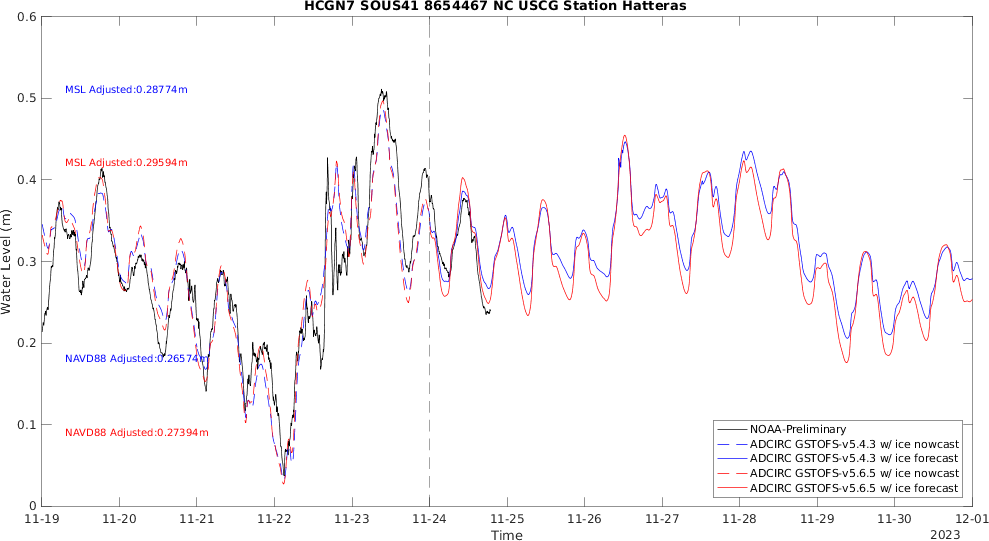 HCGN7 SOUS41 8654467 NC USCG Station Hatteras
0.6
0.5
0.4
0.3
0.2
0.1
0
Water Level (m)
MSL Adjusted:0.28774m
MSL Adjusted:0.29594m
NAVD88 Adjusted:0.26574m
NAVD88 Adjusted:0.27394m
NOAA-Preliminary
ADCIRC GSTOFS-v5.4.3 w/ ice nowcast
ADCIRC GSTOFS-v5.4.3 w/ ice forecast
ADCIRC GSTOFS-v5.6.5 w/ ice nowcast
ADCIRC GSTOFS-v5.6.5 w/ ice forecast
11-19 11-20 11-21 11-22 11-23 11-24 11-25 11-26 11-27 11-28 11-29 11-30 12-01
Time
2023